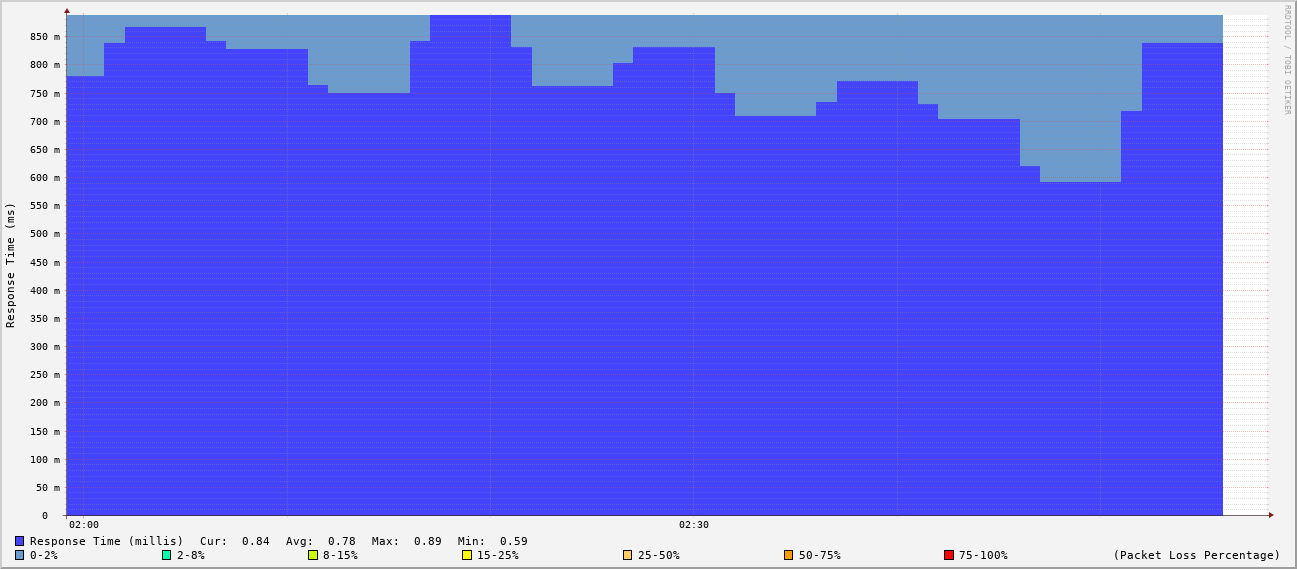 RRDTOOL / TOBI OETIKER
Response Time (ms)
850 m
800 m
750 m
700 m
650 m
600 m
550 m
500 m
450 m
400 m
350 m
300 m
250 m
200 m
150 m
100 m
50 m
0
02:00 02:30
Response Time (millis) Cur: 0.84 Avg: 0.78 Max: 0.89 Min: 0.59
0-2% 2-8% 8-15% 15-25% 25-50% 50-75% 75-100% (Packet Loss Percentage)